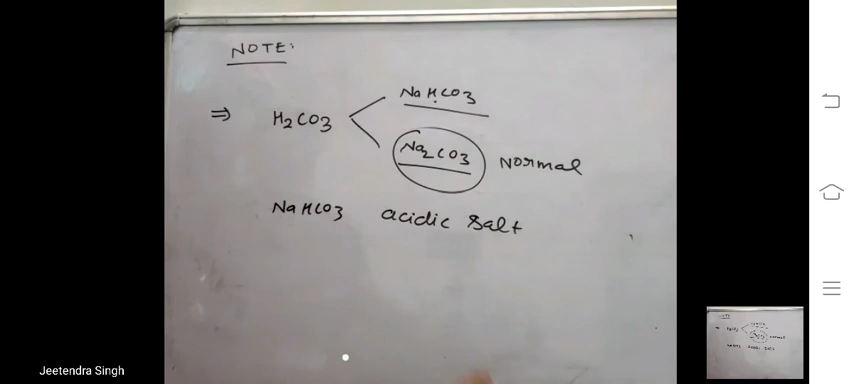 NOTE:
⇒ H2CO3 < NaHCO3
Na2CO3 Normal
NaHCO3 acidic salt
Jeetendra Singh